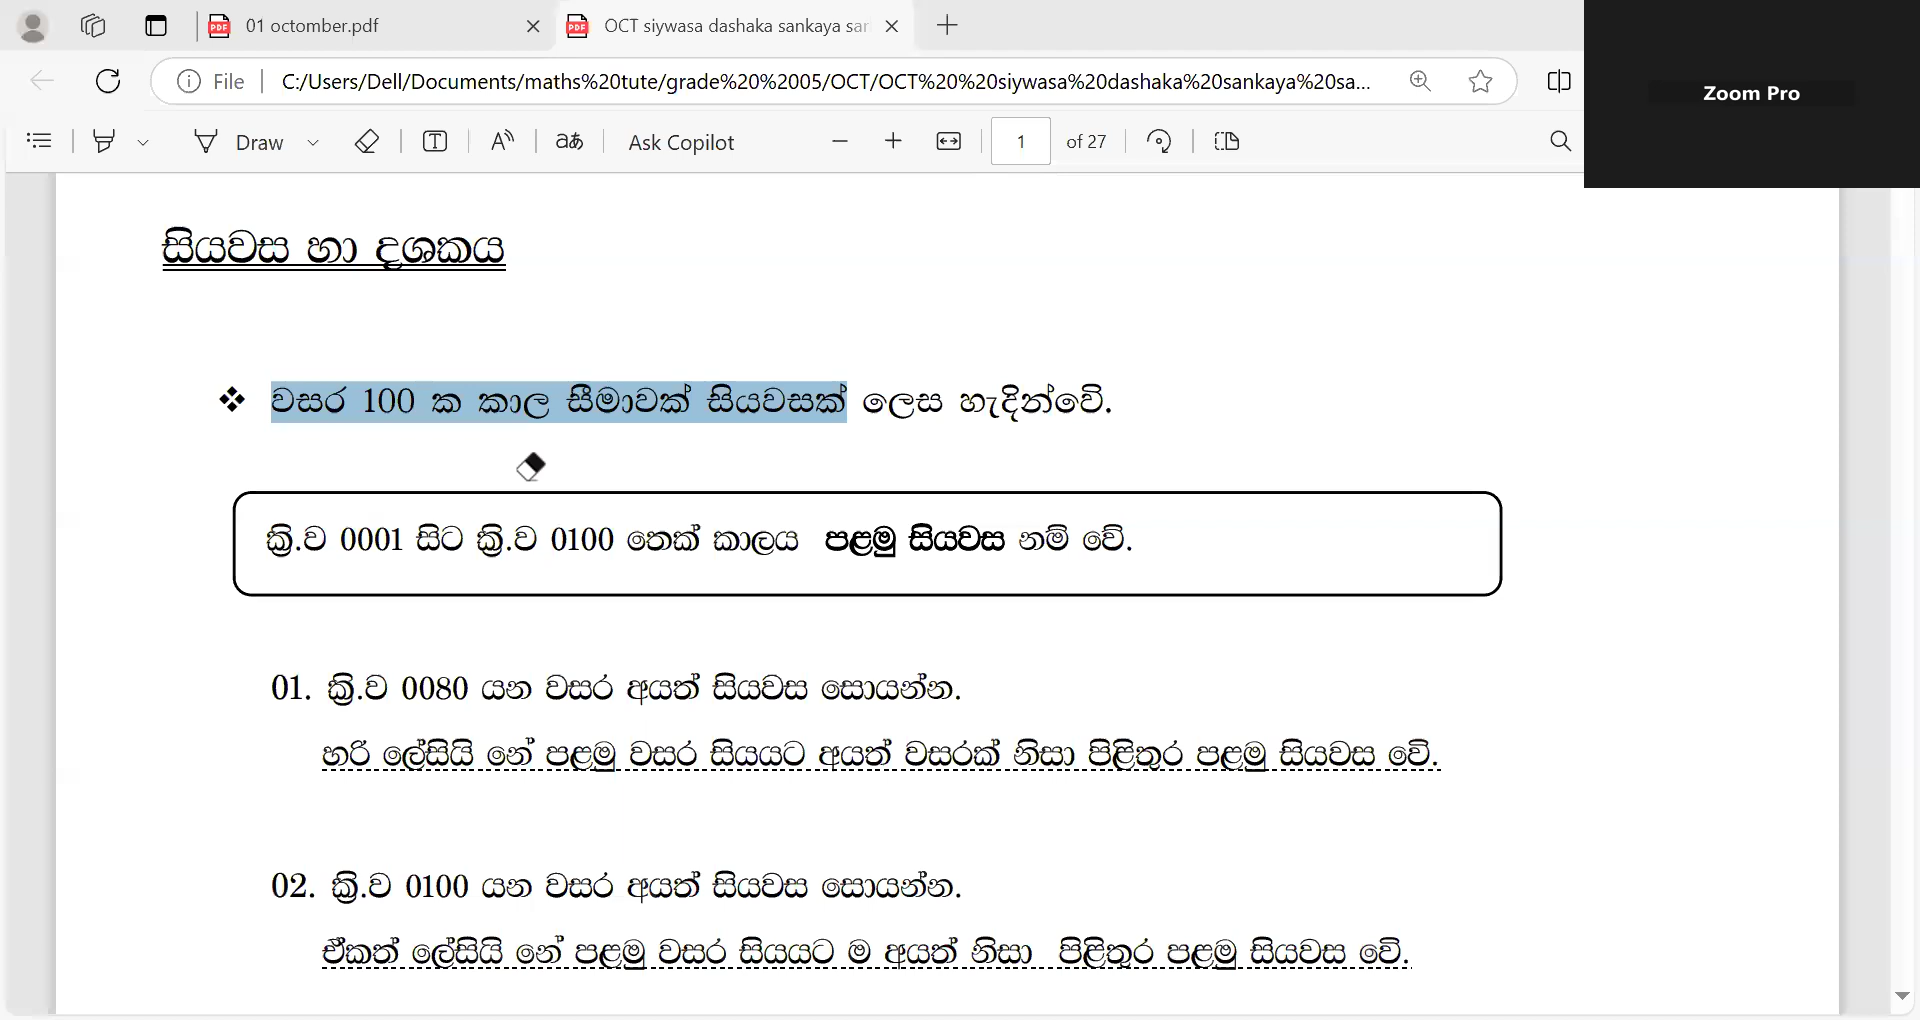 01 octomber.pdf
OCT siywasa dashaka sankaya sar
File
C:/Users/Dell/Documents/maths%20tute/grade%20%2005/OCT/OCT%20%20siywasa%20dashaka%20sankaya%20sa...
Zoom Pro
Draw
Ask Copilot
1 of 27
සියවස හා දශකය
❖ වසර 100 ක කාල සීමාවක් සියවසක් ලෙස හැදින්වේ.
ක්‍රි.ව 0001 සිට ක්‍රි.ව 0100 තෙක් කාලය පළමු සියවස නම් වේ.
01. ක්‍රි.ව 0080 යන වසර අයත් සියවස සොයන්න.
හරි ලේසියි නේ පළමු වසර සියයට අයත් වසරක් නිසා පිළිතුර පළමු සියවස වේ.
02. ක්‍රි.ව 0100 යන වසර අයත් සියවස සොයන්න.
ඒකත් ලේසියි නේ පළමු වසර සියයට ම අයත් නිසා පිළිතුර පළමු සියවස වේ.